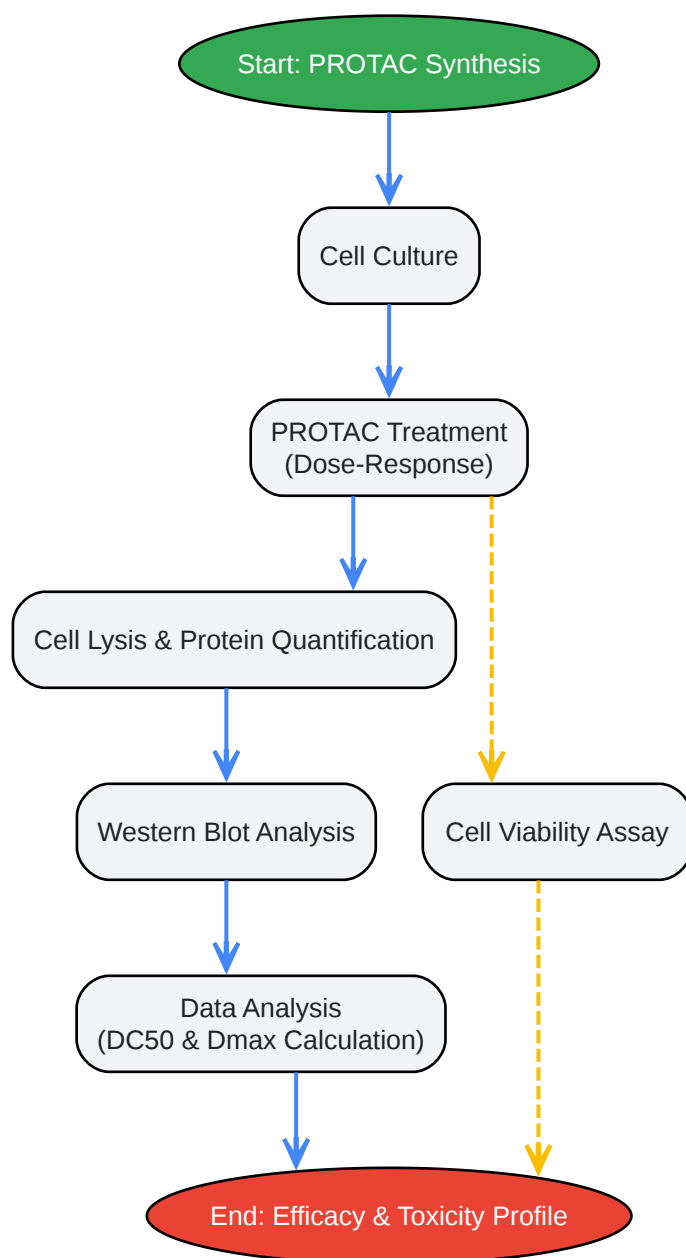 Start: PROTAC Synthesis
Cell Culture
PROTAC Treatment
(Dose-Response)
Cell Lysis & Protein Quantification
Western Blot Analysis
Cell Viability Assay
Data Analysis
(DC50 & Dmax Calculation)
End: Efficacy & Toxicity Profile